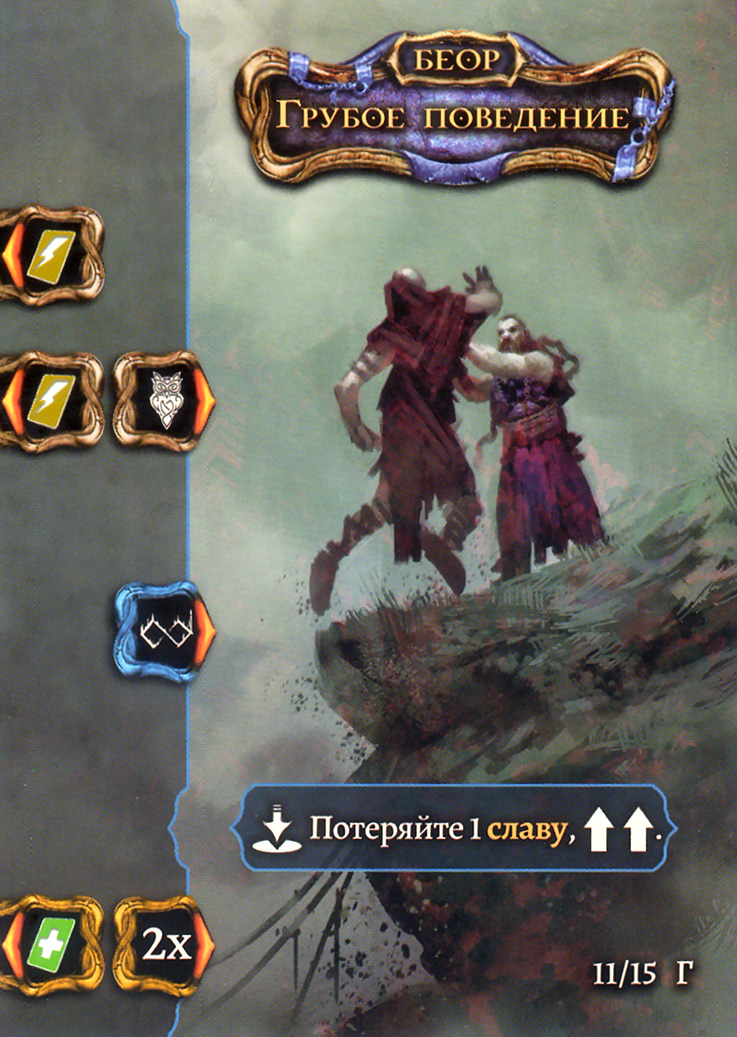 БЕОР
Грубое поведение
Потеряйте 1 славу, .
2x
11/15 Г